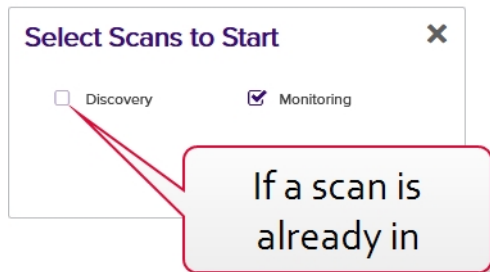 Select Scans to Start
Discovery Monitoring
If a scan is
already in